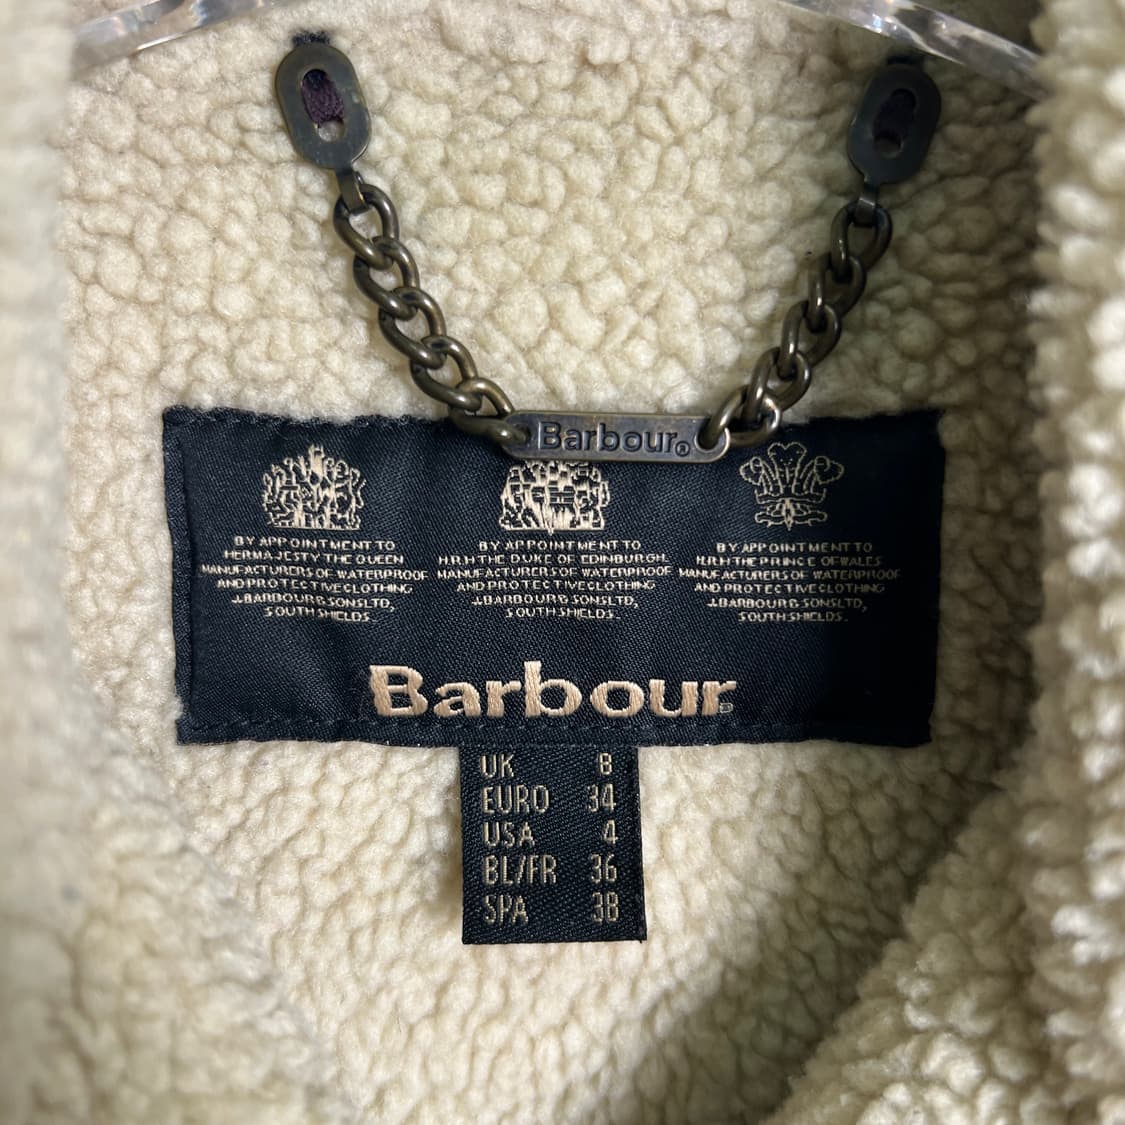 Barbour®
BY APPOINTMENT TO
HER MAJESTY THE QUEEN
MANUFACTURERS OF WATERPROOF
AND PROTECTIVE CLOTHING
J.BARBOUR & SONS LTD,
SOUTH SHIELDS.
BY APPOINTMENT TO
H.R.H THE DUKE OF EDINBURGH.
MANUFACTURERS OF WATERPROOF
AND PROTECTIVE CLOTHING
J.BARBOUR & SONS LTD,
SOUTH SHIELDS.
BY APPOINTMENT TO
H.R.H THE PRINCE OF WALES
MANUFACTURERS OF WATERPROOF
AND PROTECTIVE CLOTHING
J.BARBOUR & SONS LTD,
SOUTH SHIELDS.
Barbour®
UK 8
EURO 34
USA 4
BL/FR 36
SPA 38